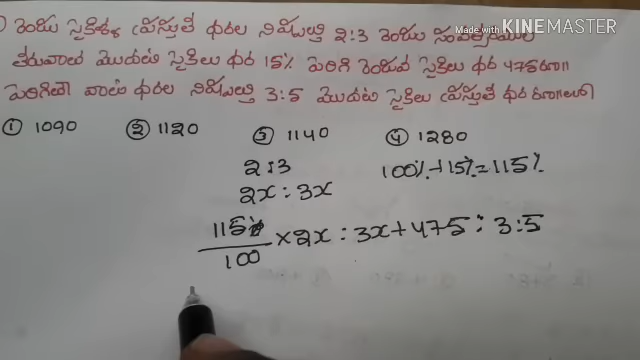 Made with KINEMASTER
) రెండు సైకిళ్ళ ప్రస్తుత ధరల నిష్పత్తి 2:3 రెండు సంవత్సరముల
తరువాత మొదటి సైకిలు ధర 15% పెరిగి రెండవ సైకిలు ధర 475రూ॥
పెరిగితే వాటి ధరల నిష్పత్తి 3:5 మొదటి సైకిలు ప్రస్తుత ధర రూ॥లలో
① 1090 ② 1120 ③ 1140 ④ 1280
2:3 100%+15%=115%
2x : 3x
115%/100 × 2x : 3x+475 : 3:5